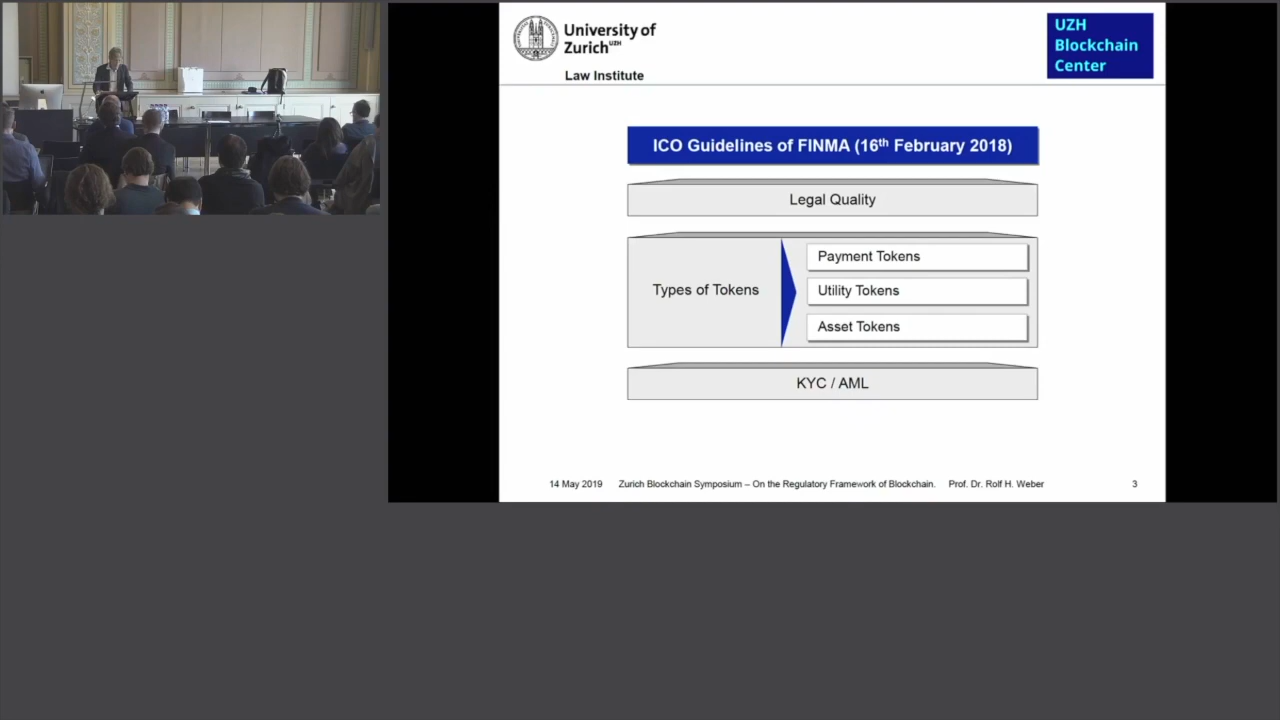 University of
Zurich UZH
Law Institute
UZH
Blockchain
Center
ICO Guidelines of FINMA (16th February 2018)
Legal Quality
Types of Tokens
Payment Tokens
Utility Tokens
Asset Tokens
KYC / AML
14 May 2019 Zurich Blockchain Symposium – On the Regulatory Framework of Blockchain. Prof. Dr. Rolf H. Weber 3